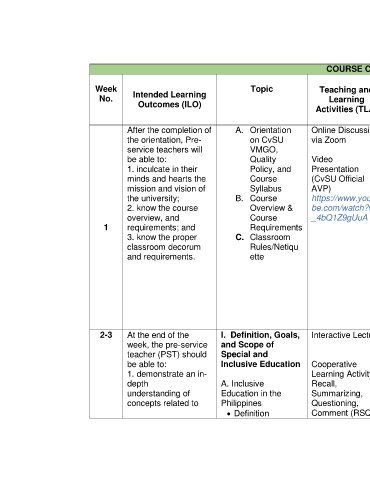 COURSE C
Week No.
Intended Learning Outcomes (ILO)
Topic
Teaching and
Learning
Activities (TLA
1
After the completion of
the orientation, Pre-
service teachers will
be able to:
1. inculcate in their
minds and hearts the
mission and vision of
the university;
2. know the course
overview, and
requirements; and
3. know the proper
classroom decorum
and requirements.
A. Orientation
on CvSU
VMGO,
Quality
Policy, and
Course
Syllabus
B. Course
Overview &
Course
Requirements
C. Classroom
Rules/Netiqu
ette
Online Discussi
via Zoom
Video
Presentation
(CvSU Official
AVP)
https://www.you
be.com/watch?v
_4bQ1Z9gUuA
2-3
At the end of the
week, the pre-service
teacher (PST) should
be able to:
1. demonstrate an in-
depth
understanding of
concepts related to
I. Definition, Goals,
and Scope of
Special and
Inclusive Education
A. Inclusive
Education in the
Philippines
• Definition
Interactive Lectu
Cooperative
Learning Activit
Recall,
Summarizing,
Questioning,
Comment (RSQ